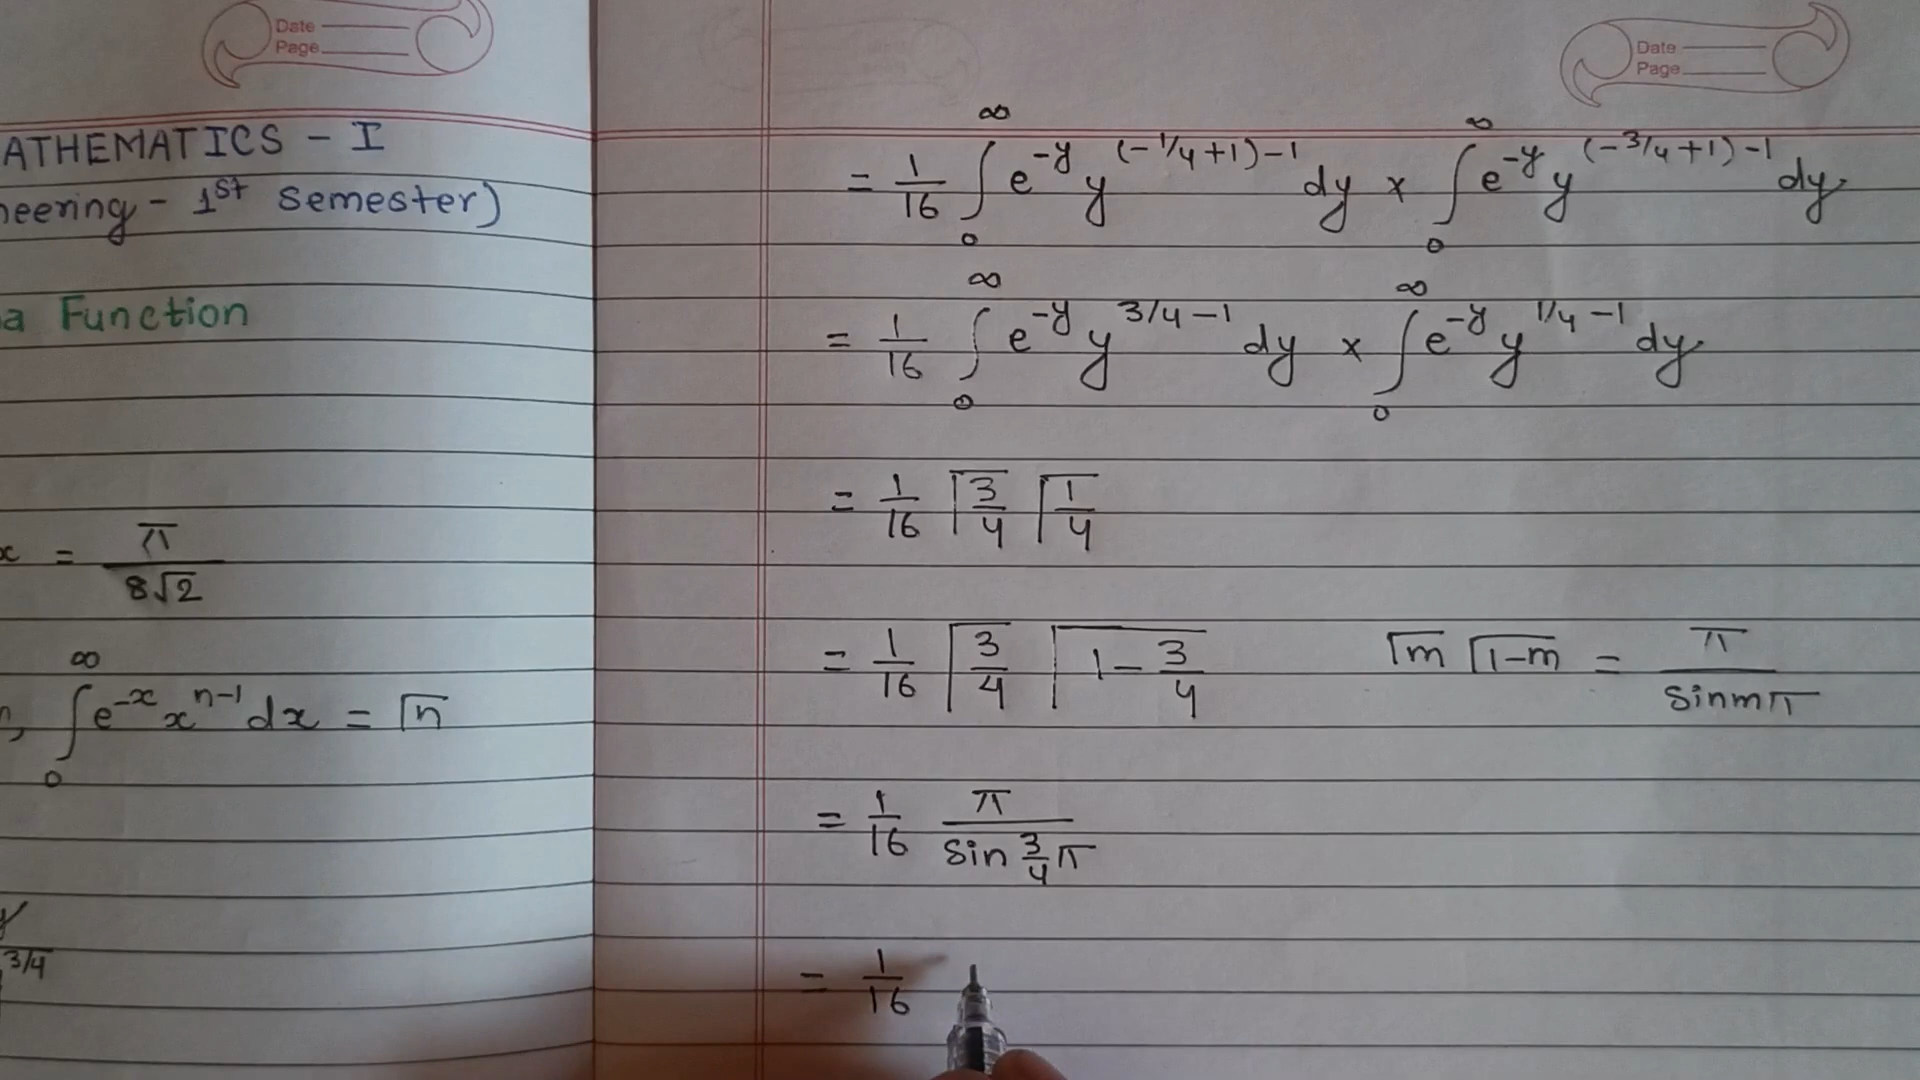 Date
Page
ATHEMATICS - I
neering - 1st Semester)
a Function
x = π / 8√2
∫₀^∞ e^-x x^n-1 dx = Γn
3/4
Date
Page
= 1/16 ∫₀^∞ e^-y y^(-1/4+1)-1 dy × ∫₀^∞ e^-y y^(-3/4+1)-1 dy
= 1/16 ∫₀^∞ e^-y y^3/4-1 dy × ∫₀^∞ e^-y y^1/4-1 dy
= 1/16 Γ3/4 Γ1/4
= 1/16 Γ3/4 Γ1-3/4 Γm Γ1-m = π / sinmπ
= 1/16 π / sin 3/4 π
= 1/16